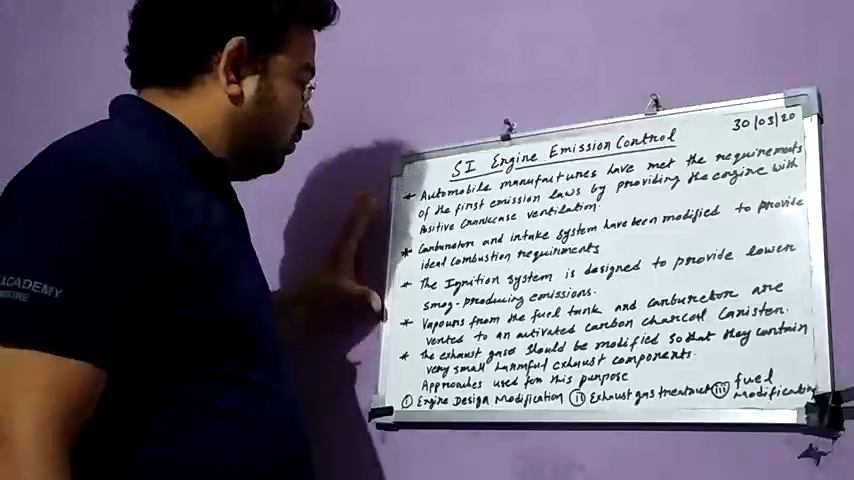 ACADEMY
30/03/20
SI Engine Emission Control
* Automobile manufactures have met the requirements
of the first emission laws by providing the engine with
Positive Crankcase ventilation.
* Carburetor and intake system have been modified to provide
ideal combustion requirements
* The Ignition system is designed to provide lower
smog-producing emissions.
* Vapours from the fuel tank and carburetor are
vented to an activated carbon charcoal canister.
* The exhaust gases should be modified so that they contain
very small harmful exhaust components.
Approaches used for this purpose
(i) Engine Design Modification (ii) Exhaust gas treatment (iii) fuel
modification